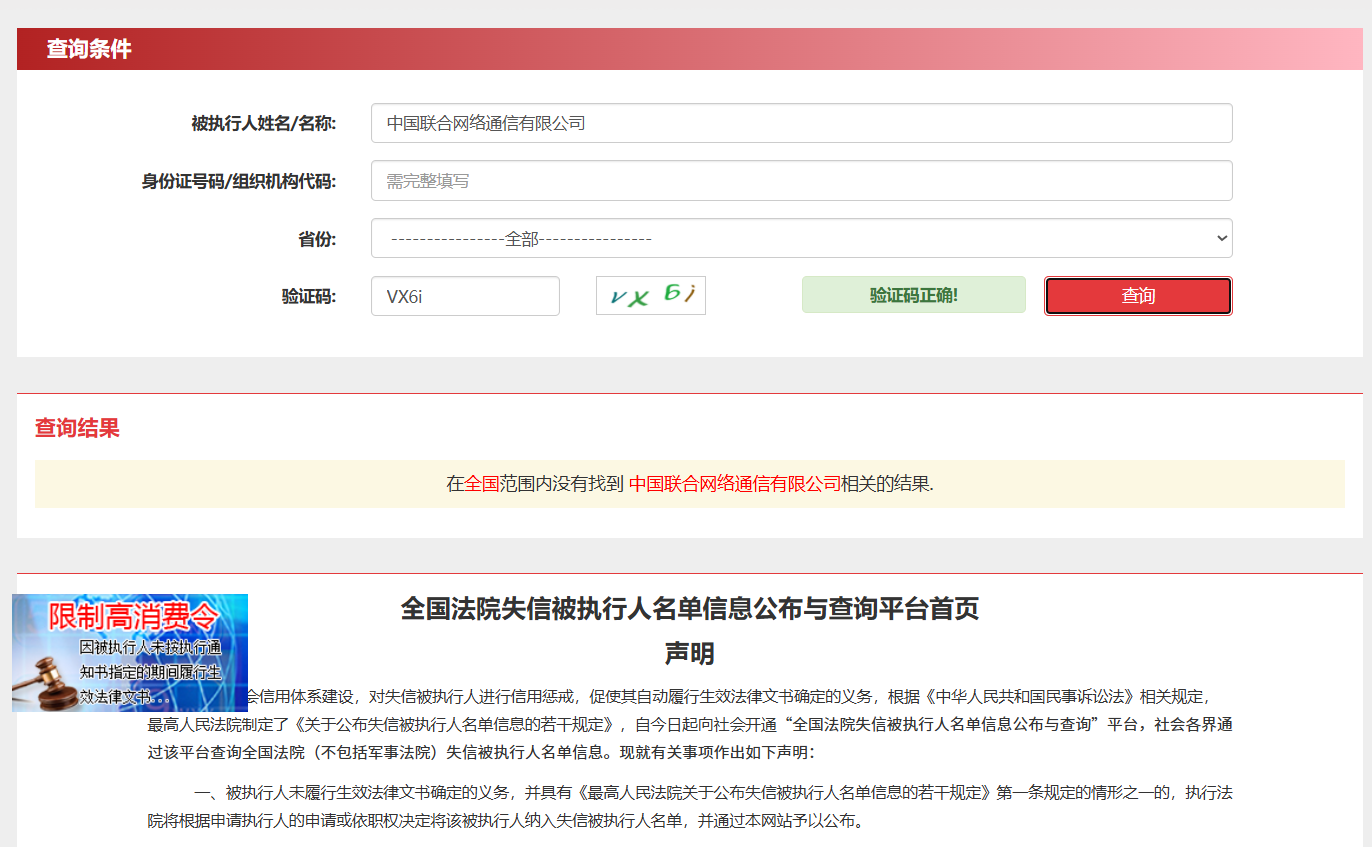 查询条件
被执行人姓名/名称:
中国联合网络通信有限公司
身份证号码/组织机构代码:
需完整填写
省份:
----------------全部----------------
验证码:
VX6i
vX6i
验证码正确!
查询
查询结果
在全国范围内没有找到 中国联合网络通信有限公司相关的结果.
全国法院失信被执行人名单信息公布与查询平台首页
声明
限制高消费令
因被执行人未按执行通
知书指定的期间履行生
效法律文书...
会信用体系建设，对失信被执行人进行信用惩戒，促使其自动履行生效法律文书确定的义务，根据《中华人民共和国民事诉讼法》相关规定，
最高人民法院制定了《关于公布失信被执行人名单信息的若干规定》，自今日起向社会开通“全国法院失信被执行人名单信息公布与查询”平台，社会各界通
过该平台查询全国法院（不包括军事法院）失信被执行人名单信息。现就有关事项作出如下声明：
一、被执行人未履行生效法律文书确定的义务，并具有《最高人民法院关于公布失信被执行人名单信息的若干规定》第一条规定的情形之一的，执行法
院将根据申请执行人的申请或依职权决定将该被执行人纳入失信被执行人名单，并通过本网站予以公布。